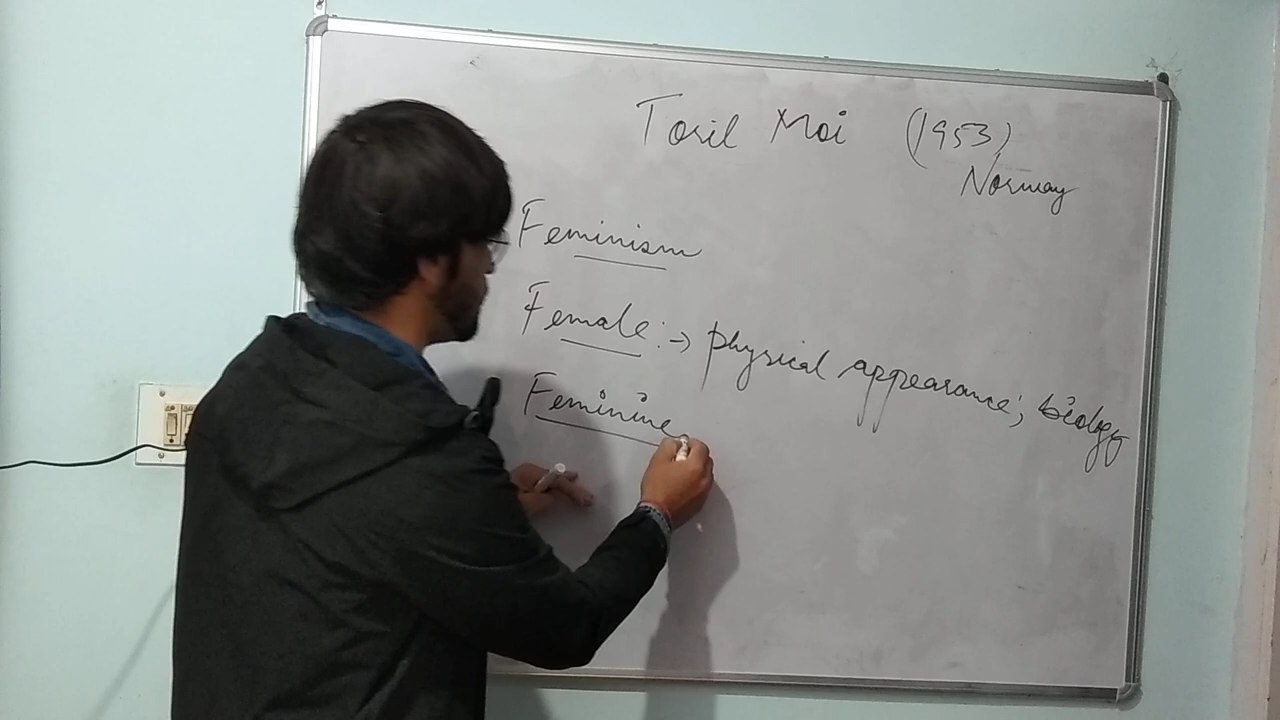 Toril Moi (1953)
Norway
Feminism
Female :→ physical appearance; biology
Feminine